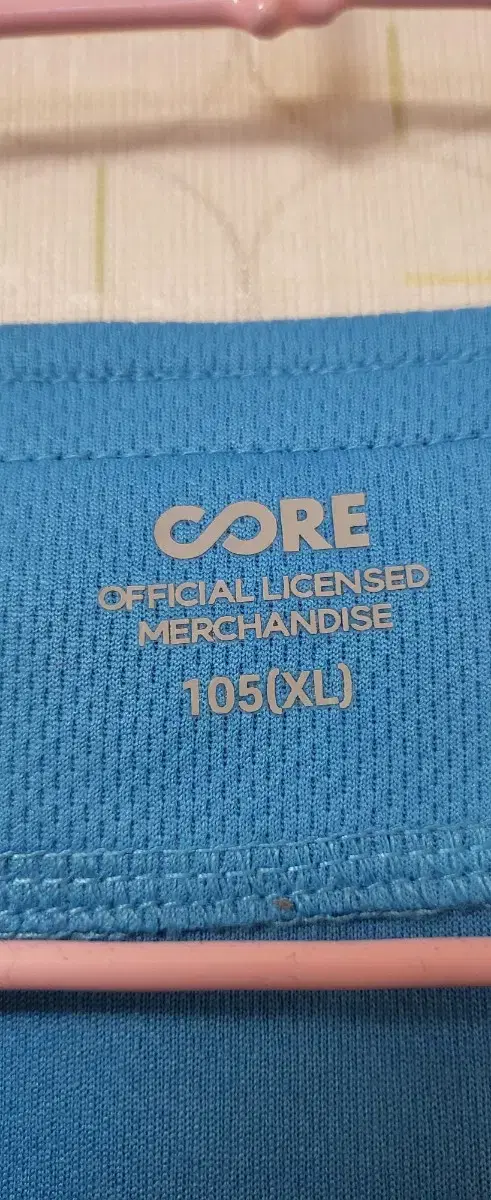 CORE
OFFICIAL LICENSED
MERCHANDISE
105(XL)